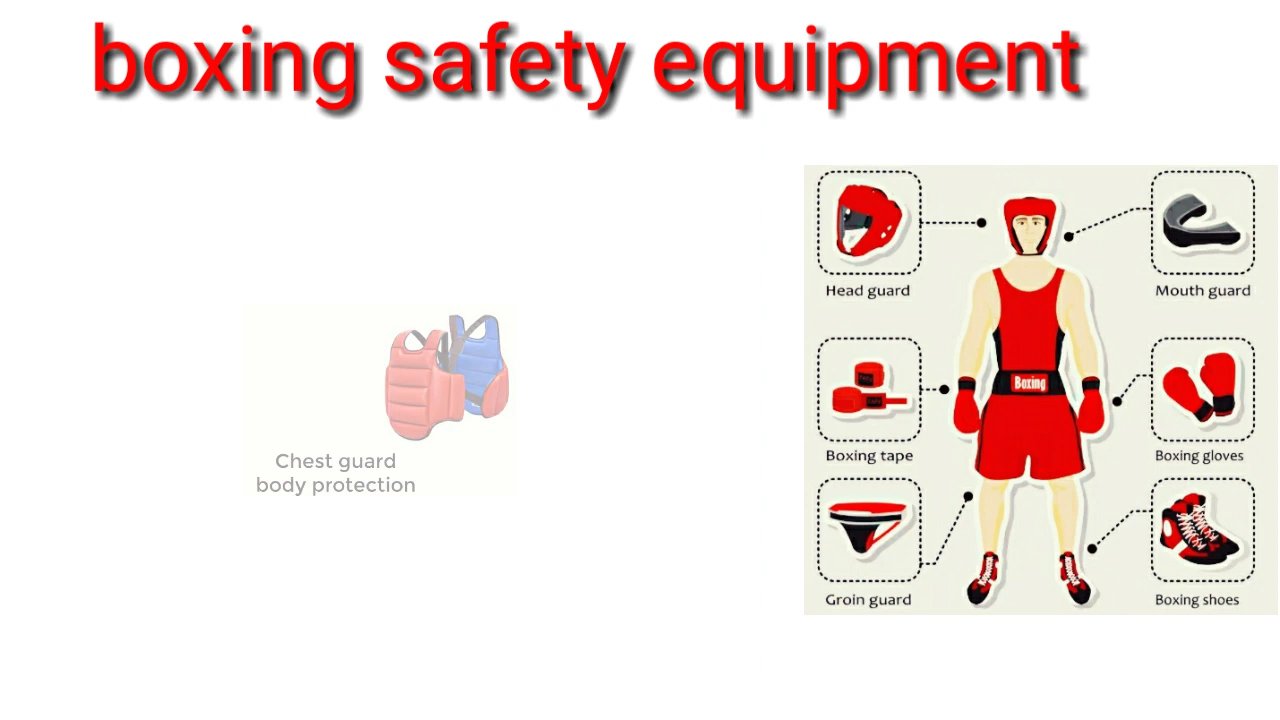 boxing safety equipment
Chest guard
body protection
Head guard
Mouth guard
Boxing
Boxing tape
Boxing gloves
Groin guard
Boxing shoes